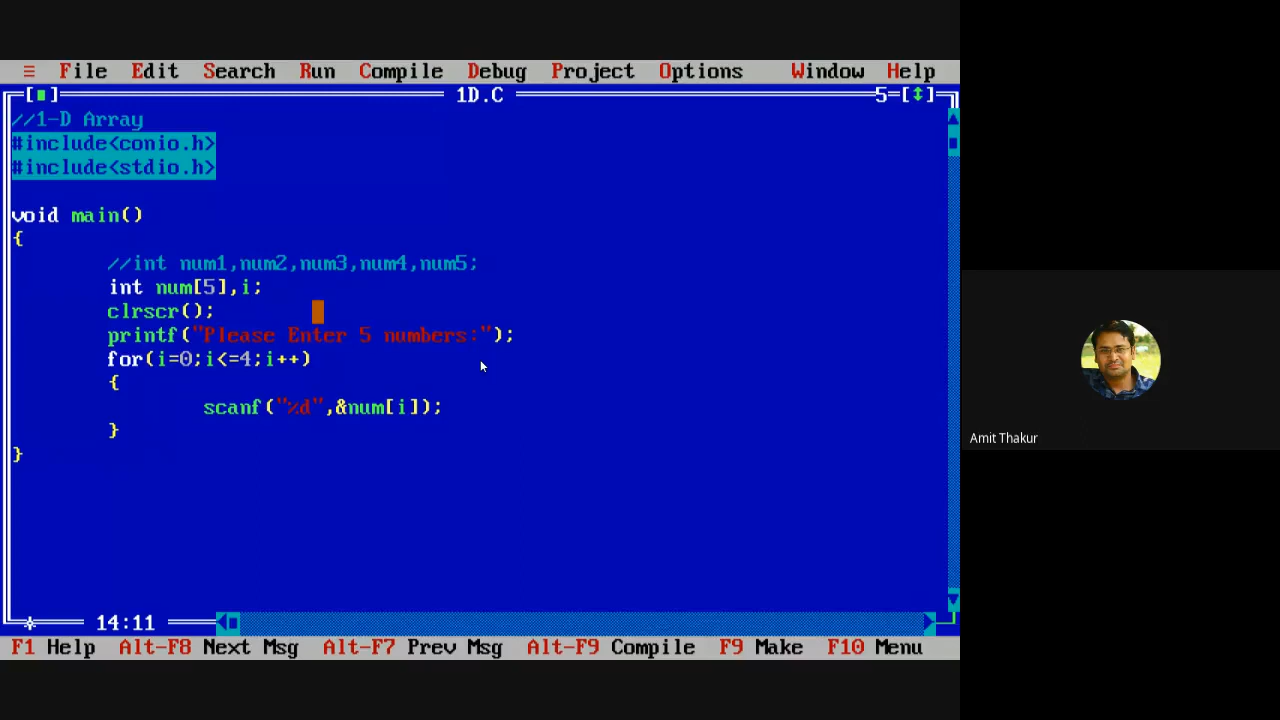 ≡ File Edit Search Run Compile Debug Project Options Window Help
[■] 1D.C 5=[↕]
//1-D Array
#include<conio.h>
#include<stdio.h>
void main()
{
//int num1,num2,num3,num4,num5;
int num[5],i;
clrscr();
printf("Please Enter 5 numbers:");
for(i=0;i<=4;i++)
{
scanf("%d",&num[i]);
}
}
14:11
F1 Help Alt-F8 Next Msg Alt-F7 Prev Msg Alt-F9 Compile F9 Make F10 Menu
Amit Thakur